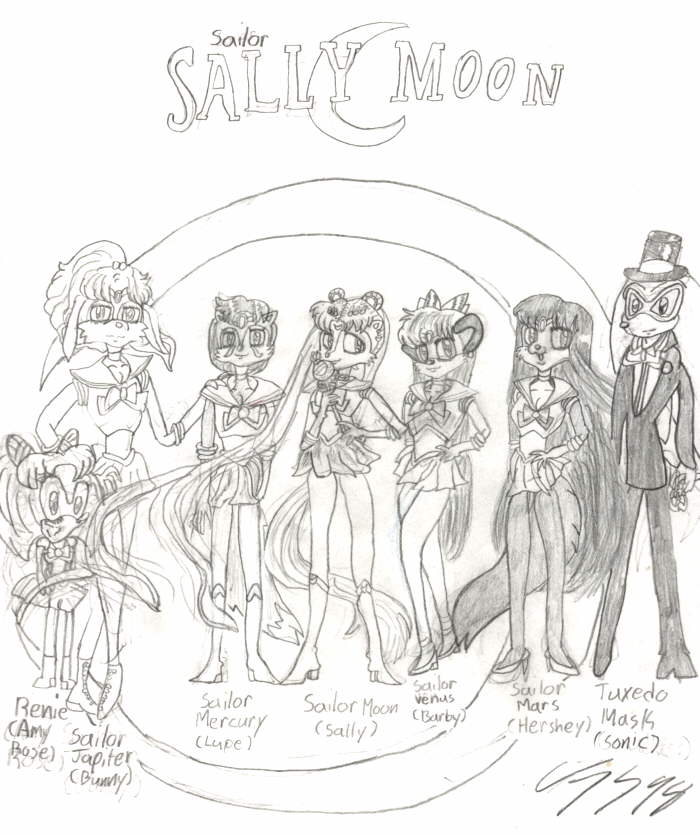 Sailor
SALLY MOON
Renie
(Amy
Rose)
Sailor
Japiter
(Bunny)
Sailor
Mercury
(Lupe)
Sailor Moon
(Sally)
Sailor
Venus
(Barby)
Sailor
Mars
(Hershey)
Tuxedo
Mask
(Sonic)